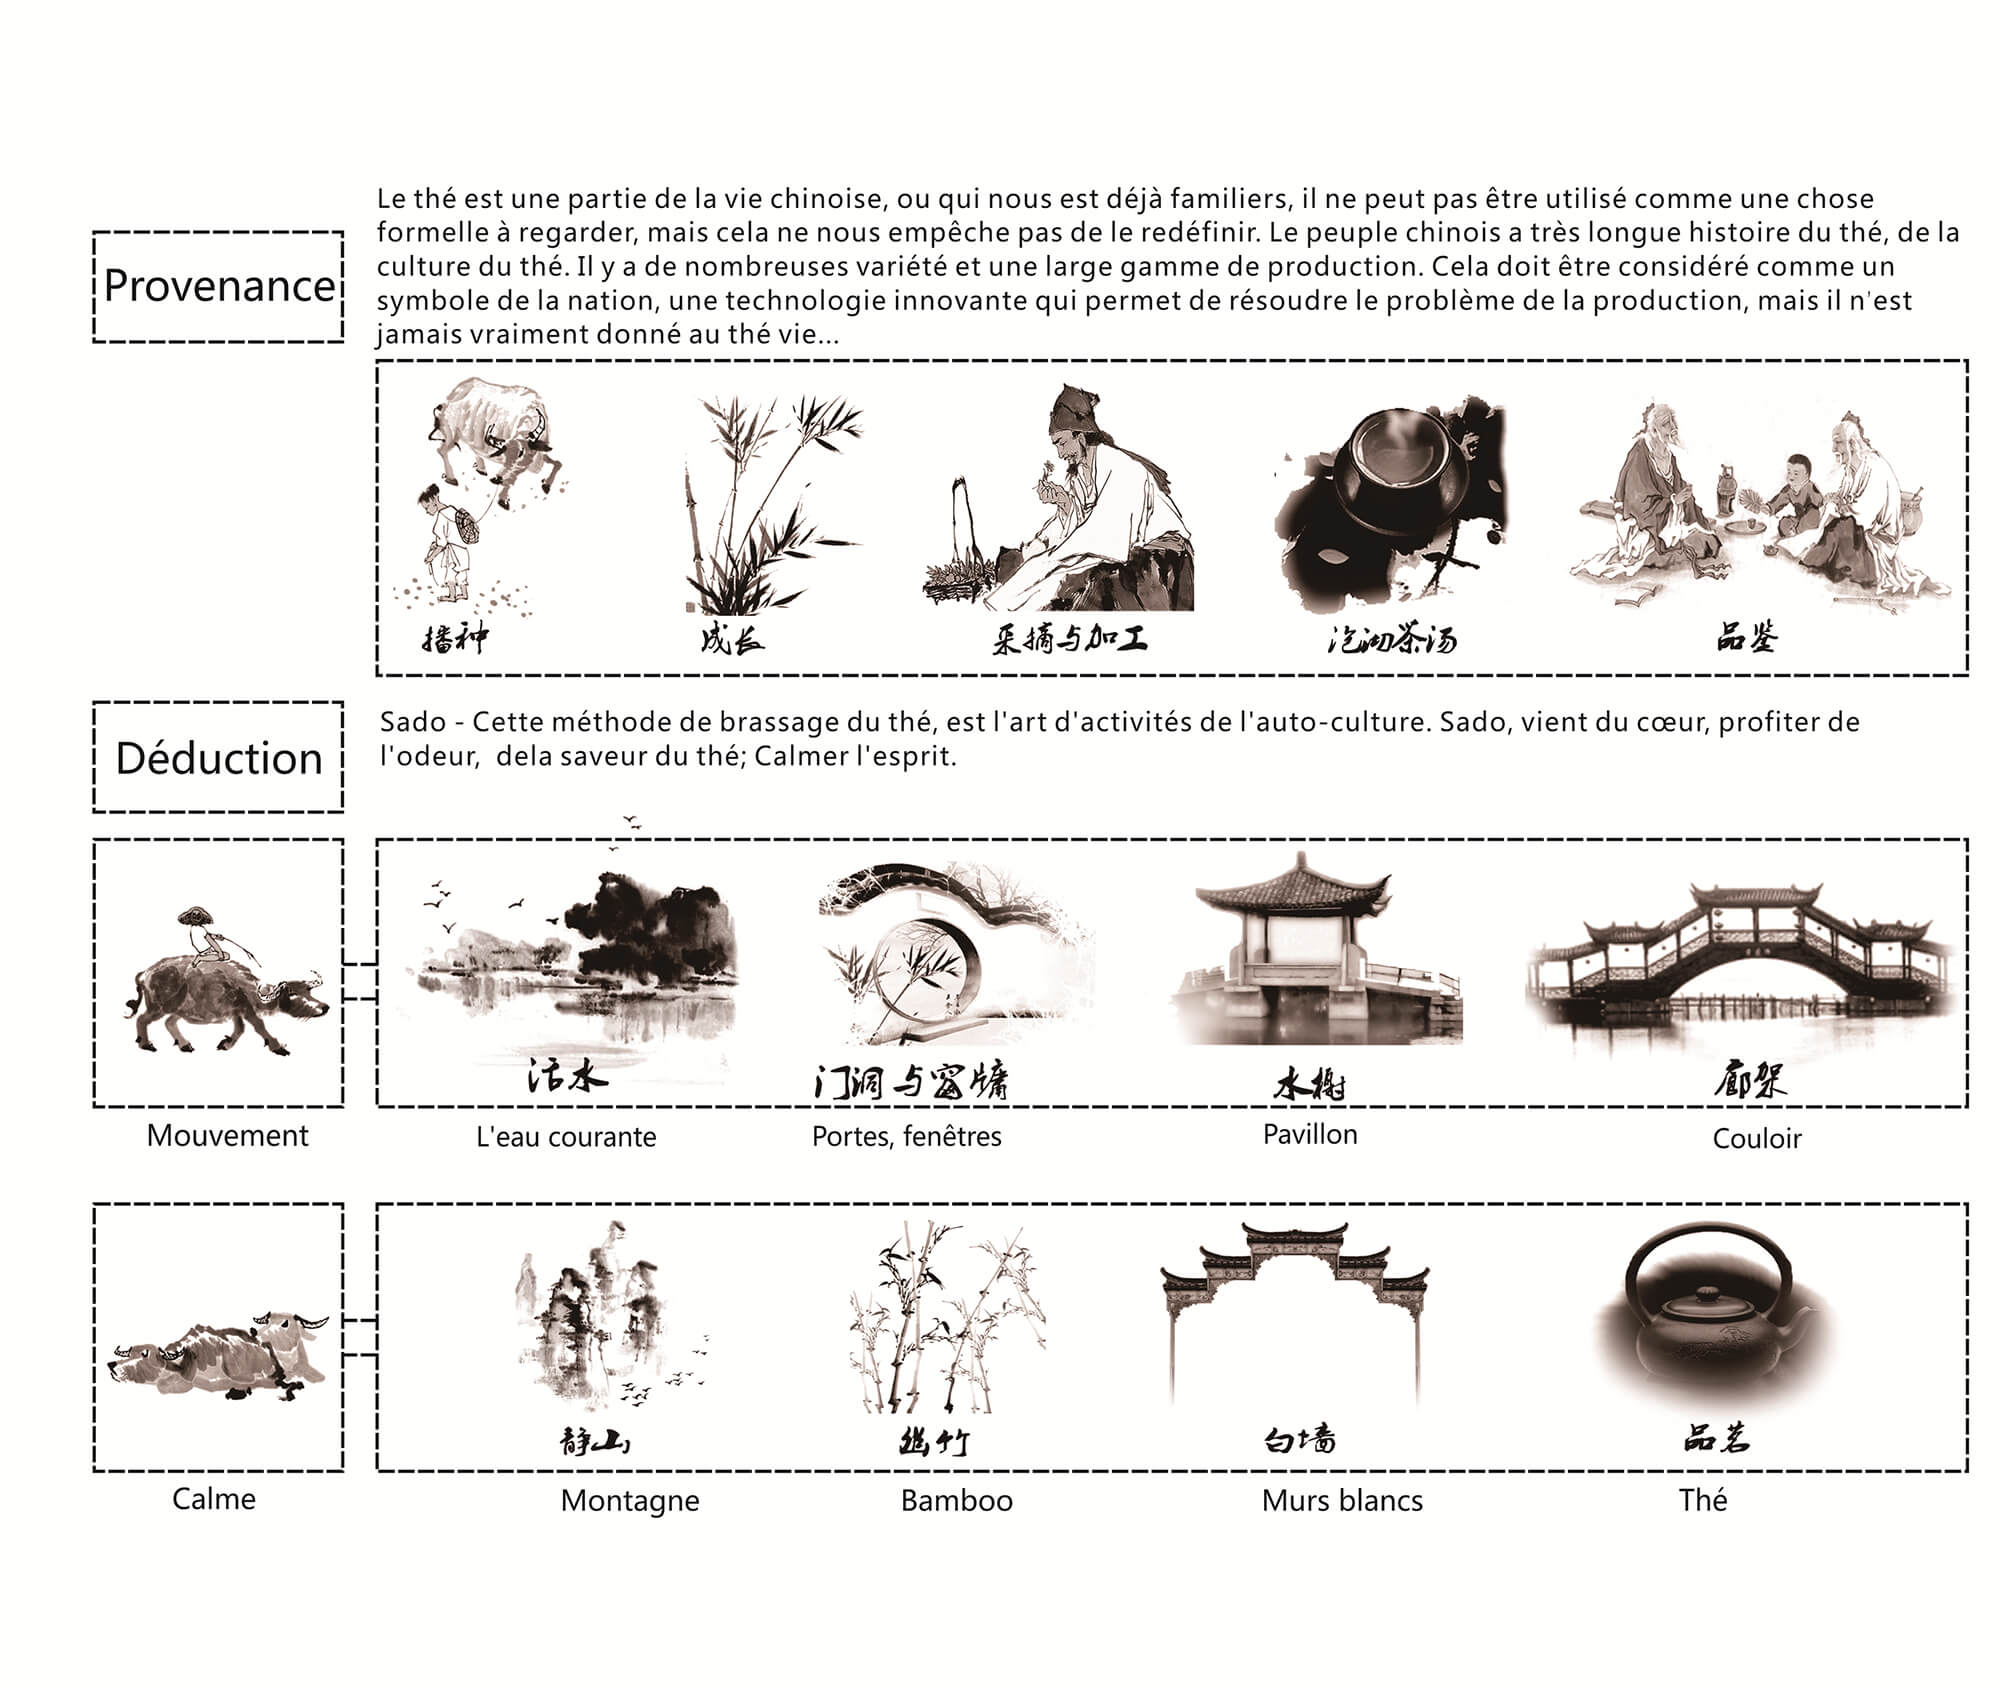 Provenance
Le thé est une partie de la vie chinoise, ou qui nous est déjà familiers, il ne peut pas être utilisé comme une chose
formelle à regarder, mais cela ne nous empêche pas de le redéfinir. Le peuple chinois a très longue histoire du thé, de la
culture du thé. Il y a de nombreuses variété et une large gamme de production. Cela doit être considéré comme un
symbole de la nation, une technologie innovante qui permet de résoudre le problème de la production, mais il n'est
jamais vraiment donné au thé vie...
播种
成长
采摘与加工
泡沏茶汤
品鉴
Déduction
Sado - Cette méthode de brassage du thé, est l'art d'activités de l'auto-culture. Sado, vient du cœur, profiter de
l'odeur, dela saveur du thé; Calmer l'esprit.
活水
门洞与窗牖
水榭
廊架
Mouvement
L'eau courante
Portes, fenêtres
Pavillon
Couloir
静山
幽竹
白墙
品茗
Calme
Montagne
Bamboo
Murs blancs
Thé